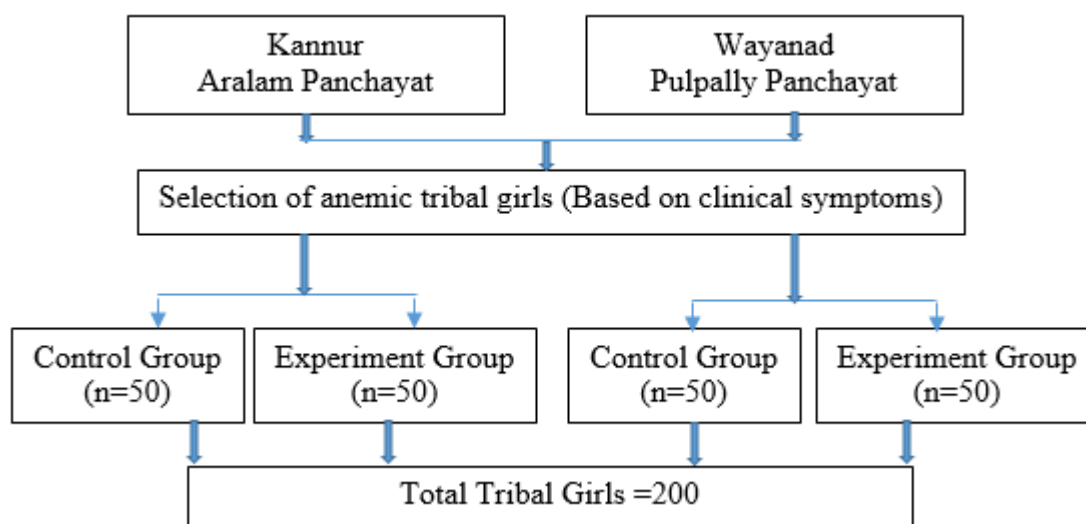 Kannur
Aralam Panchayat
Wayanad
Pulpally Panchayat
Selection of anemic tribal girls (Based on clinical symptoms)
Control Group
(n=50)
Experiment Group
(n=50)
Control Group
(n=50)
Experiment Group
(n=50)
Total Tribal Girls =200